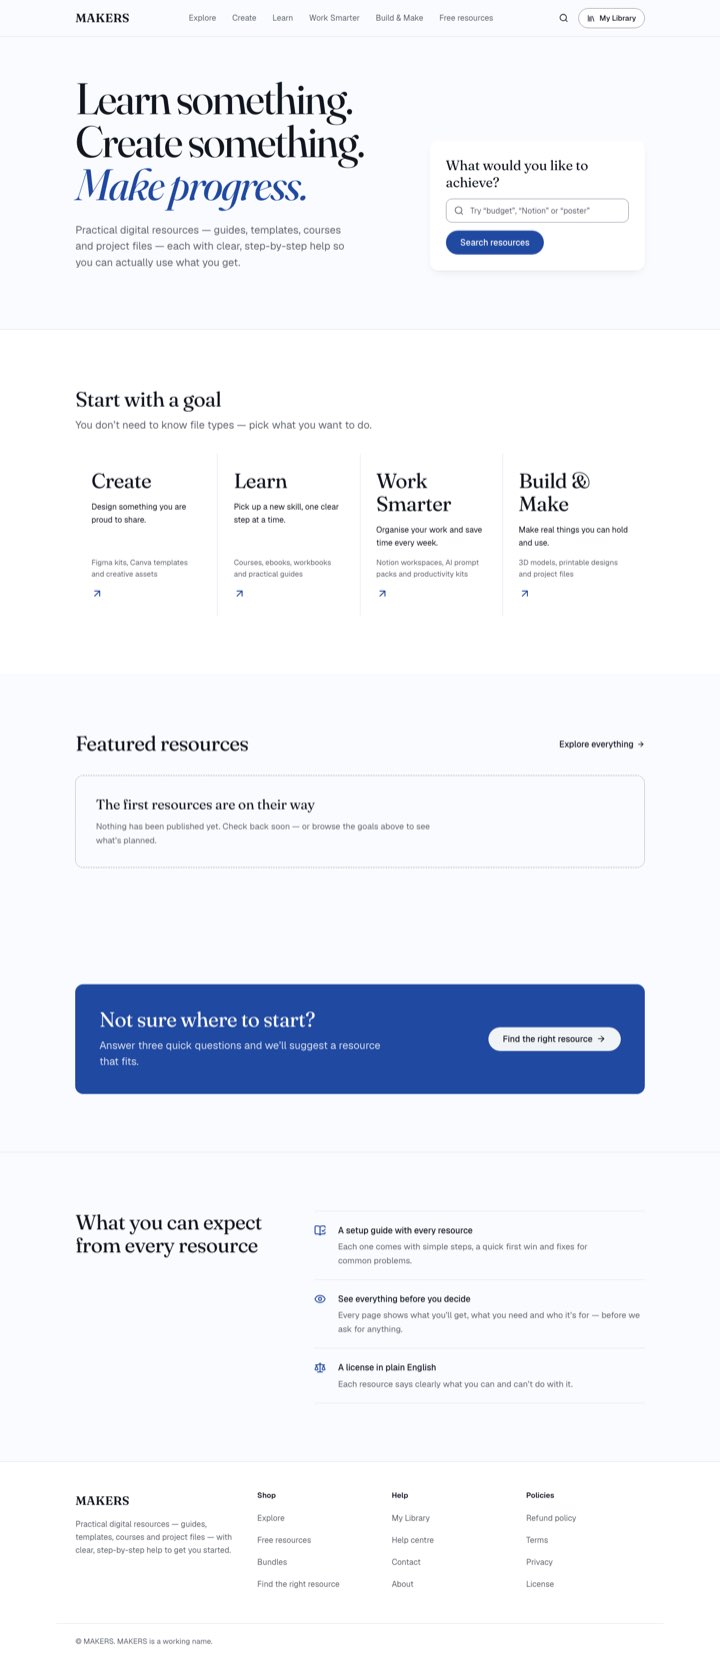 MAKERS
Explore
Create
Learn
Work Smarter
Build & Make
Free resources
My Library
Learn something.
Create something.
Make progress.
Practical digital resources — guides, templates, courses
and project files — each with clear, step-by-step help so
you can actually use what you get.
What would you like to
achieve?
Try “budget”, “Notion” or “poster”
Search resources
Start with a goal
You don’t need to know file types — pick what you want to do.
Create
Design something you are
proud to share.
Figma kits, Canva templates
and creative assets
Learn
Pick up a new skill, one clear
step at a time.
Courses, ebooks, workbooks
and practical guides
Work
Smarter
Organise your work and save
time every week.
Notion workspaces, AI prompt
packs and productivity kits
Build &
Make
Make real things you can hold
and use.
3D models, printable designs
and project files
Featured resources
Explore everything →
The first resources are on their way
Nothing has been published yet. Check back soon — or browse the goals above to see
what’s planned.
Not sure where to start?
Answer three quick questions and we’ll suggest a resource
that fits.
Find the right resource →
What you can expect
from every resource
A setup guide with every resource
Each one comes with simple steps, a quick first win and fixes for
common problems.
See everything before you decide
Every page shows what you’ll get, what you need and who it’s for — before we
ask for anything.
A license in plain English
Each resource says clearly what you can and can’t do with it.
MAKERS
Practical digital resources — guides,
templates, courses and project files — with
clear, step-by-step help to get you started.
Shop
Explore
Free resources
Bundles
Find the right resource
Help
My Library
Help centre
Contact
About
Policies
Refund policy
Terms
Privacy
License
© MAKERS. MAKERS is a working name.